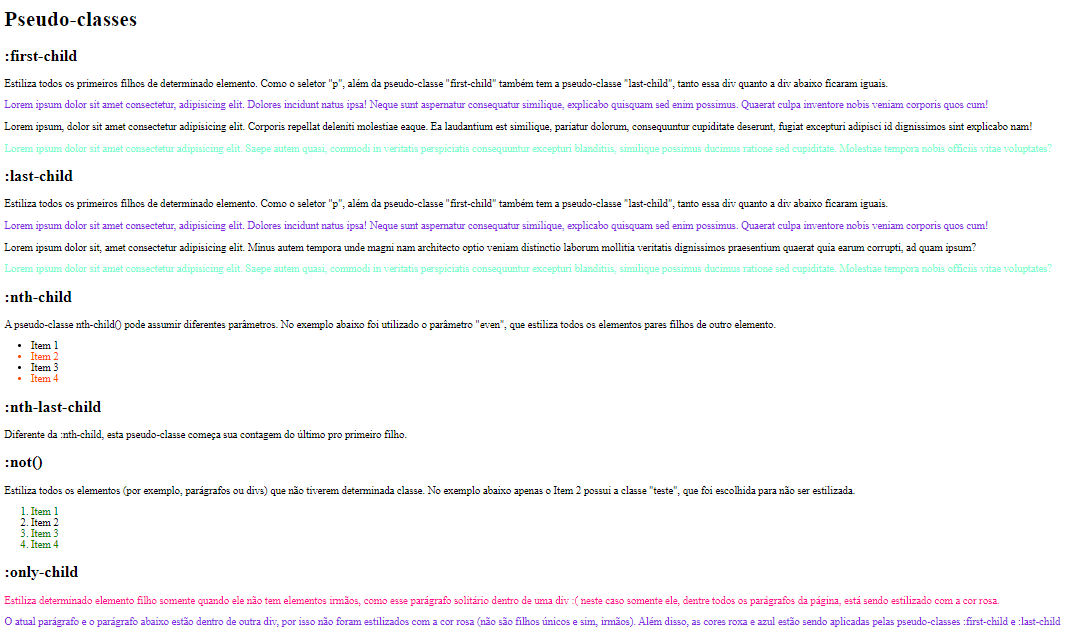 Pseudo-classes
:first-child
Estiliza todos os primeiros filhos de determinado elemento. Como o seletor "p", além da pseudo-classe "first-child" também tem a pseudo-classe "last-child", tanto essa div quanto a div abaixo ficaram iguais.
Lorem ipsum dolor sit amet consectetur, adipisicing elit. Dolores incidunt natus ipsa! Neque sunt aspernatur consequatur similique, explicabo quisquam sed enim possimus. Quaerat culpa inventore nobis veniam corporis quos cum!
Lorem ipsum, dolor sit amet consectetur adipisicing elit. Corporis repellat deleniti molestiae eaque. Ea laudantium est similique, pariatur dolorum, consequuntur cupiditate deserunt, fugiat excepturi adipisci id dignissimos sint explicabo nam!
Lorem ipsum dolor sit amet consectetur adipisicing elit. Saepe autem quasi, commodi in veritatis perspiciatis consequuntur excepturi blanditiis, similique possimus ducimus ratione sed cupiditate. Molestiae tempora nobis officiis vitae voluptates?
:last-child
Estiliza todos os primeiros filhos de determinado elemento. Como o seletor "p", além da pseudo-classe "first-child" também tem a pseudo-classe "last-child", tanto essa div quanto a div abaixo ficaram iguais.
Lorem ipsum dolor sit amet consectetur, adipisicing elit. Dolores incidunt natus ipsa! Neque sunt aspernatur consequatur similique, explicabo quisquam sed enim possimus. Quaerat culpa inventore nobis veniam corporis quos cum!
Lorem ipsum dolor sit, amet consectetur adipisicing elit. Minus autem tempora unde magni nam architecto optio veniam distinctio laborum mollitia veritatis dignissimos praesentium quaerat quia earum corrupti, ad quam ipsum?
Lorem ipsum dolor sit amet consectetur adipisicing elit. Saepe autem quasi, commodi in veritatis perspiciatis consequuntur excepturi blanditiis, similique possimus ducimus ratione sed cupiditate. Molestiae tempora nobis officiis vitae voluptates?
:nth-child
A pseudo-classe nth-child() pode assumir diferentes parâmetros. No exemplo abaixo foi utilizado o parâmetro "even", que estiliza todos os elementos pares filhos de outro elemento.
• Item 1
• Item 2
• Item 3
• Item 4
:nth-last-child
Diferente da :nth-child, esta pseudo-classe começa sua contagem do último pro primeiro filho.
:not()
Estiliza todos os elementos (por exemplo, parágrafos ou divs) que não tiverem determinada classe. No exemplo abaixo apenas o Item 2 possui a classe "teste", que foi escolhida para não ser estilizada.
1. Item 1
2. Item 2
3. Item 3
4. Item 4
:only-child
Estiliza determinado elemento filho somente quando ele não tem elementos irmãos, como esse parágrafo solitário dentro de uma div :( neste caso somente ele, dentre todos os parágrafos da página, está sendo estilizado com a cor rosa.
O atual parágrafo e o parágrafo abaixo estão dentro de outra div, por isso não foram estilizados com a cor rosa (não são filhos únicos e sim, irmãos). Além disso, as cores roxa e azul estão sendo aplicadas pelas pseudo-classes :first-child e :last-child